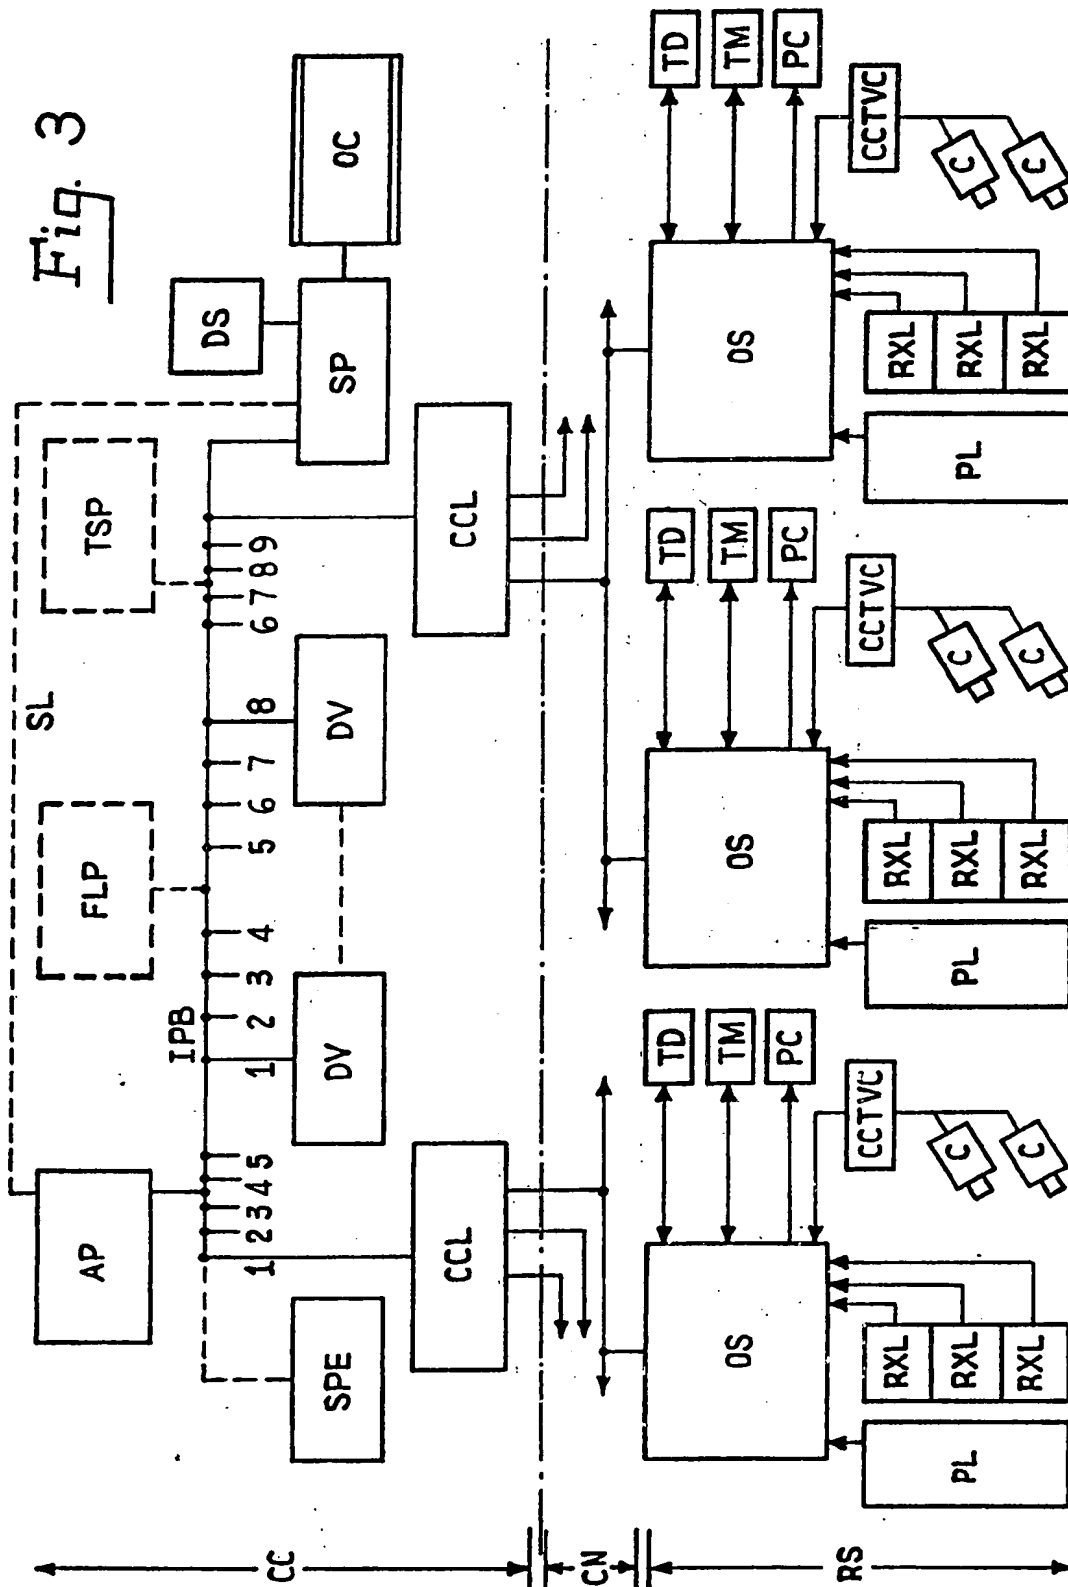 Fig. 3
SL
AP FLP TSP
IPB
DS
1 2 3 4 5 1 2 3 4 5 6 7 8 6 7 8 9
CC
SPE DV DV SP OC
CCL CCL
CN
TD TD TD
OS TM OS TM OS TM
PC PC PC
RS
CCTVC CCTVC CCTVC
RXL RXL RXL
PL RXL C PL RXL C PL RXL C
RXL C RXL C RXL C